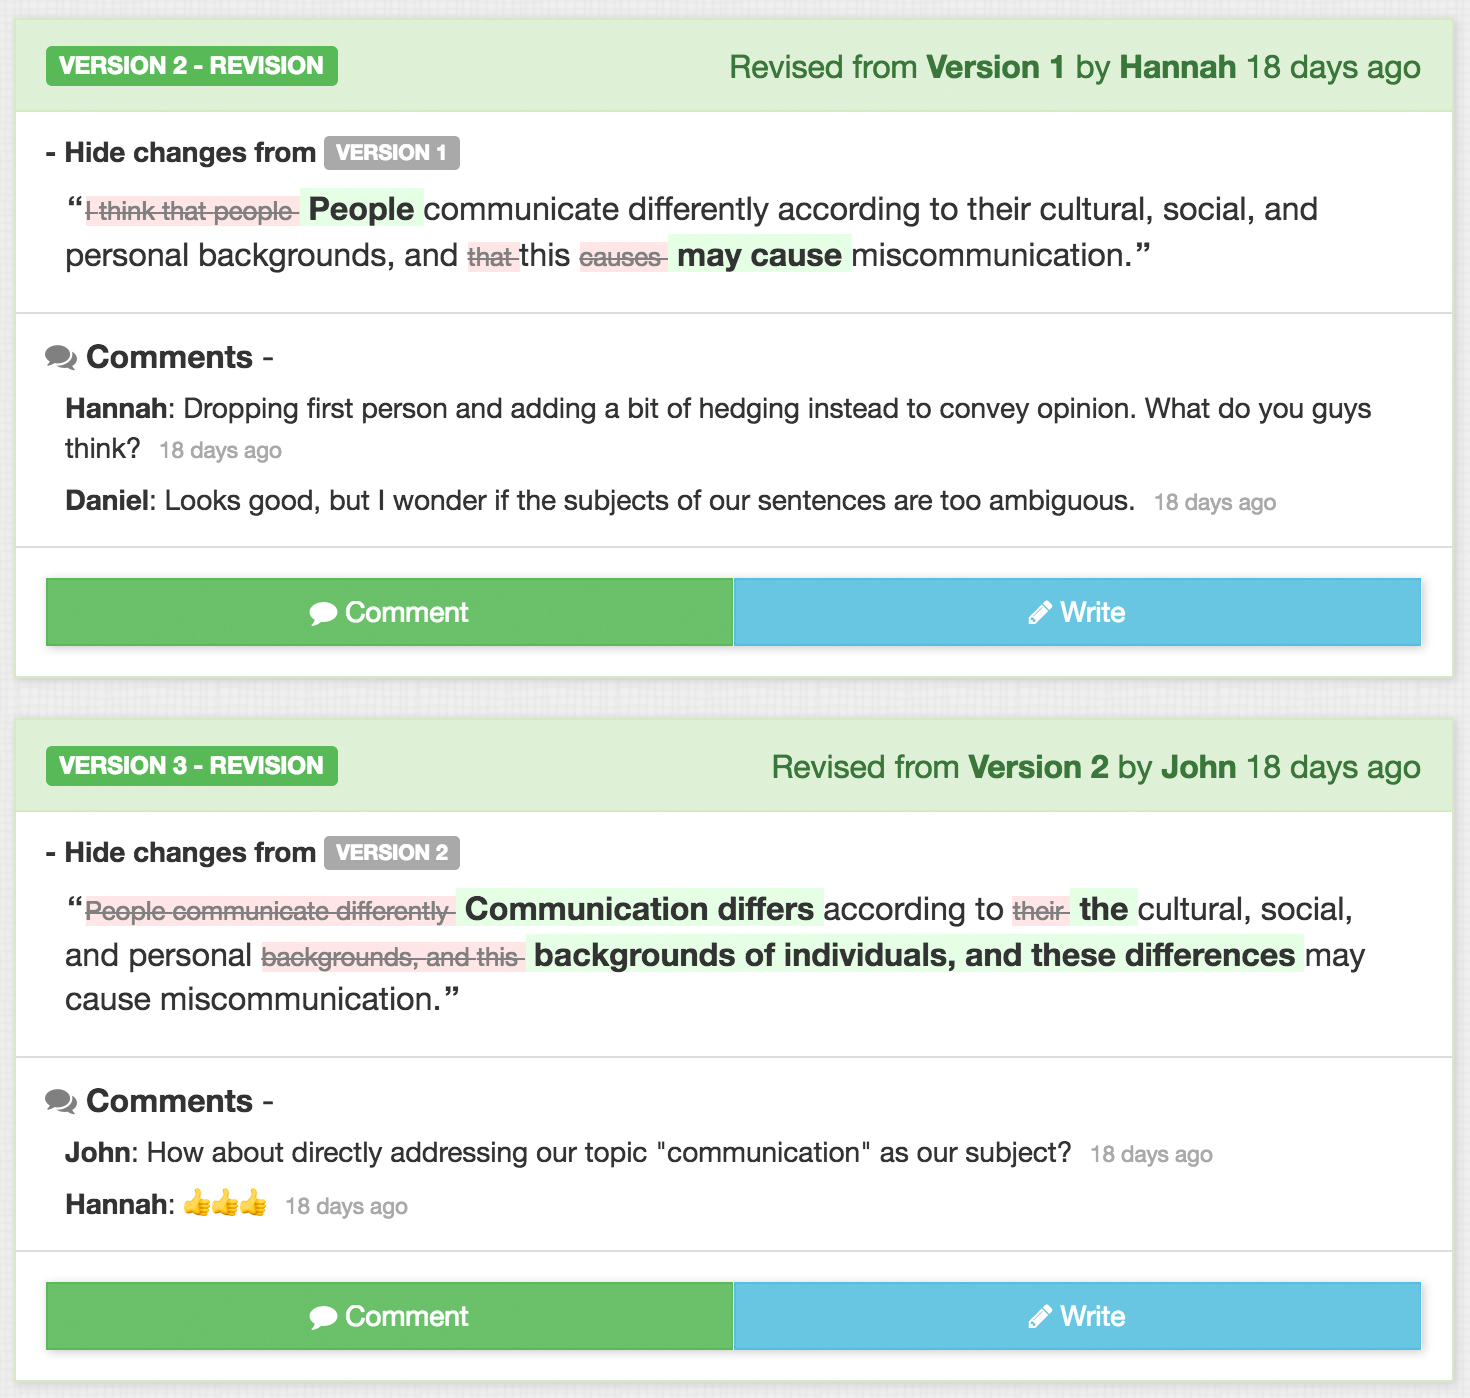 VERSION 2 - REVISION Revised from Version 1 by Hannah 18 days ago
- Hide changes from VERSION 1
“I think that people People communicate differently according to their cultural, social, and
personal backgrounds, and that this causes may cause miscommunication.”
Comments -
Hannah: Dropping first person and adding a bit of hedging instead to convey opinion. What do you guys
think? 18 days ago
Daniel: Looks good, but I wonder if the subjects of our sentences are too ambiguous. 18 days ago
Comment Write
VERSION 3 - REVISION Revised from Version 2 by John 18 days ago
- Hide changes from VERSION 2
“People communicate differently Communication differs according to their the cultural, social,
and personal backgrounds, and this backgrounds of individuals, and these differences may
cause miscommunication.”
Comments -
John: How about directly addressing our topic "communication" as our subject? 18 days ago
Hannah: 👍👍👍 18 days ago
Comment Write